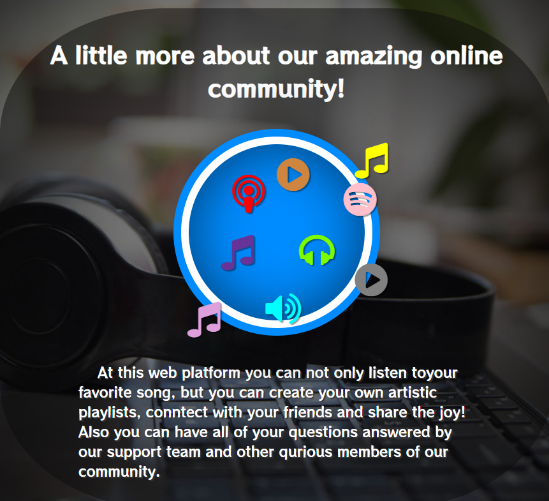 A little more about our amazing online
community!
At this web platform you can not only listen toyour
favorite song, but you can create your own artistic
playlists, conntect with your friends and share the joy!
Also you can have all of your questions answered by
our support team and other qurious members of our
community.